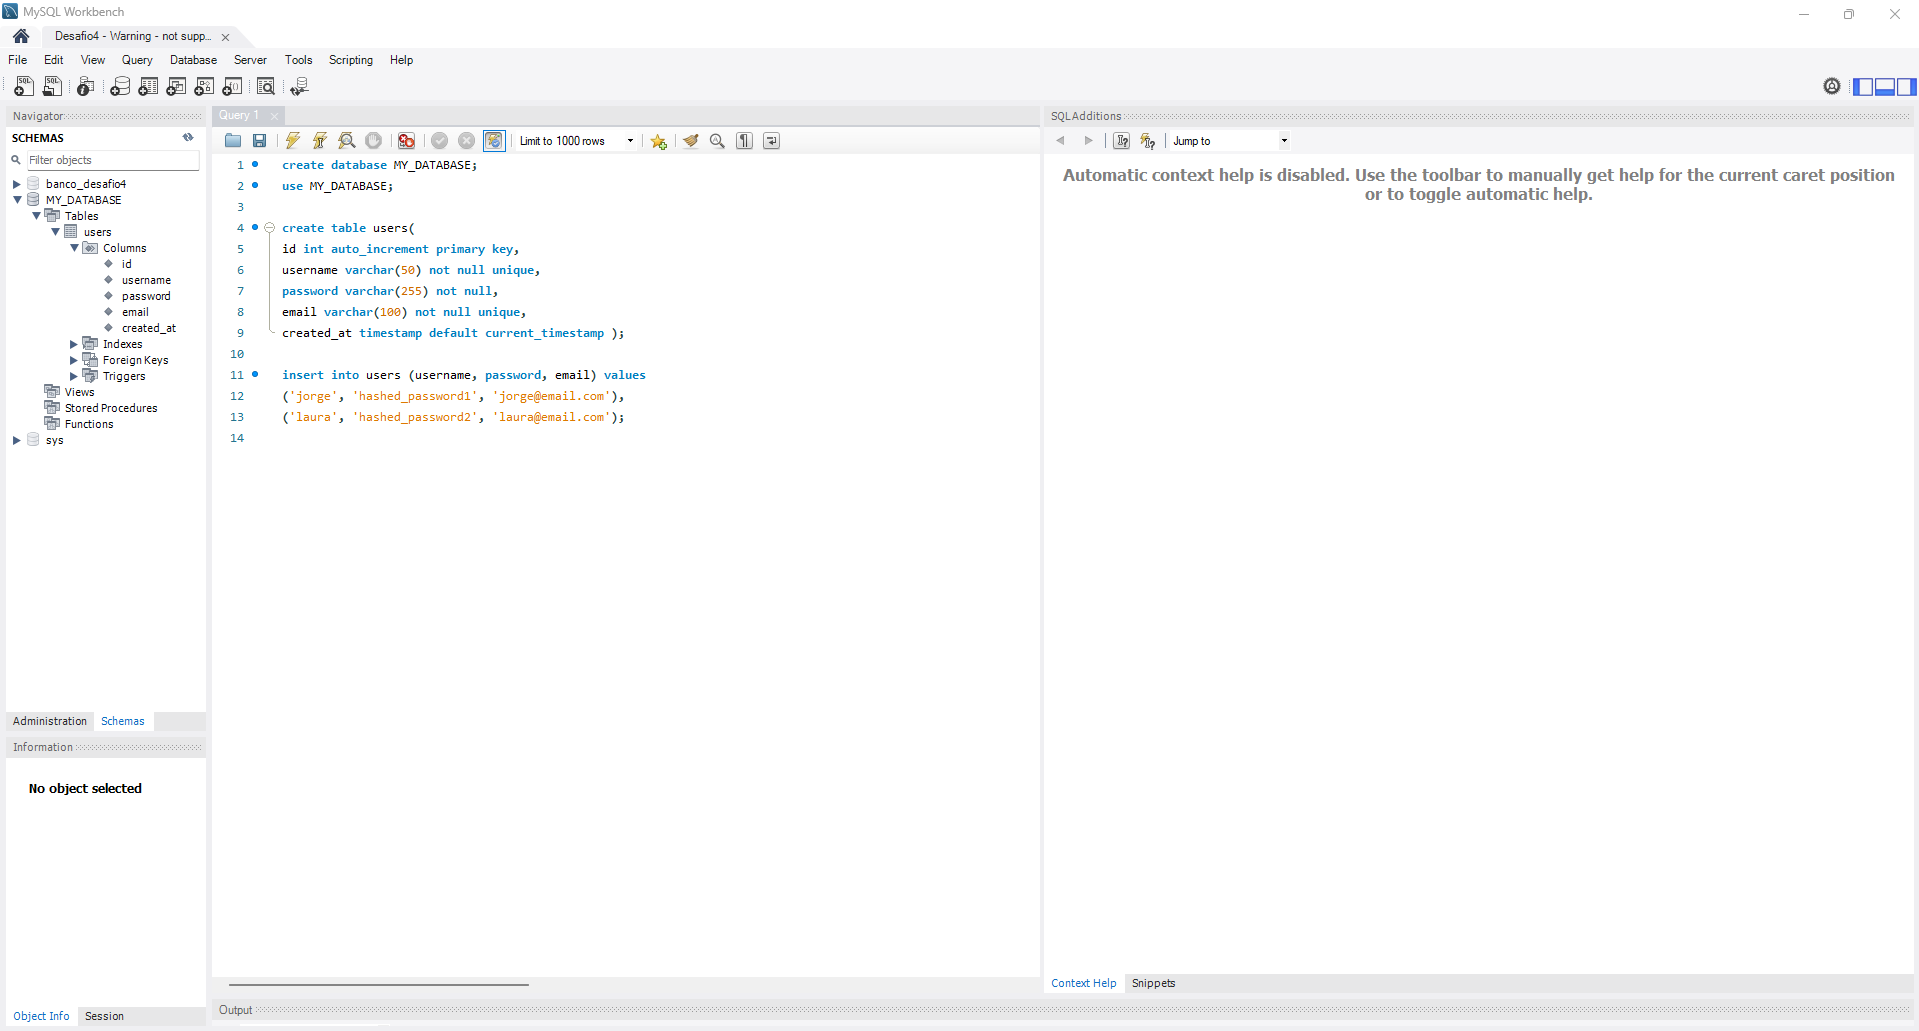 MySQL Workbench
Desafio4 - Warning - not supp...
File Edit View Query Database Server Tools Scripting Help
Navigator
SCHEMAS
Filter objects
banco_desafio4
MY_DATABASE
Tables
users
Columns
id
username
password
email
created_at
Indexes
Foreign Keys
Triggers
Views
Stored Procedures
Functions
sys
Administration Schemas
Information
No object selected
Object Info Session
Query 1
Limit to 1000 rows
1 create database MY_DATABASE;
2 use MY_DATABASE;
3
4 create table users(
5 id int auto_increment primary key,
6 username varchar(50) not null unique,
7 password varchar(255) not null,
8 email varchar(100) not null unique,
9 created_at timestamp default current_timestamp );
10
11 insert into users (username, password, email) values
12 ('jorge', 'hashed_password1', 'jorge@email.com'),
13 ('laura', 'hashed_password2', 'laura@email.com');
14
Output
SQLAdditions
Jump to
Automatic context help is disabled. Use the toolbar to manually get help for the current caret position
or to toggle automatic help.
Context Help Snippets